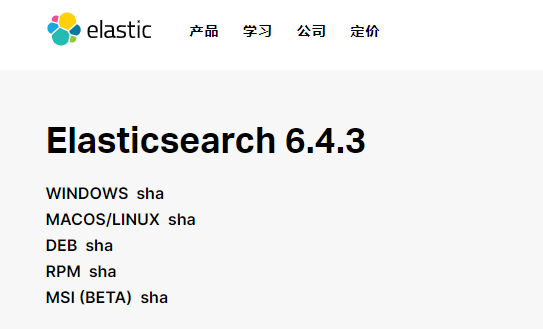 elastic 产品 学习 公司 定价
Elasticsearch 6.4.3
WINDOWS sha
MACOS/LINUX sha
DEB sha
RPM sha
MSI (BETA) sha